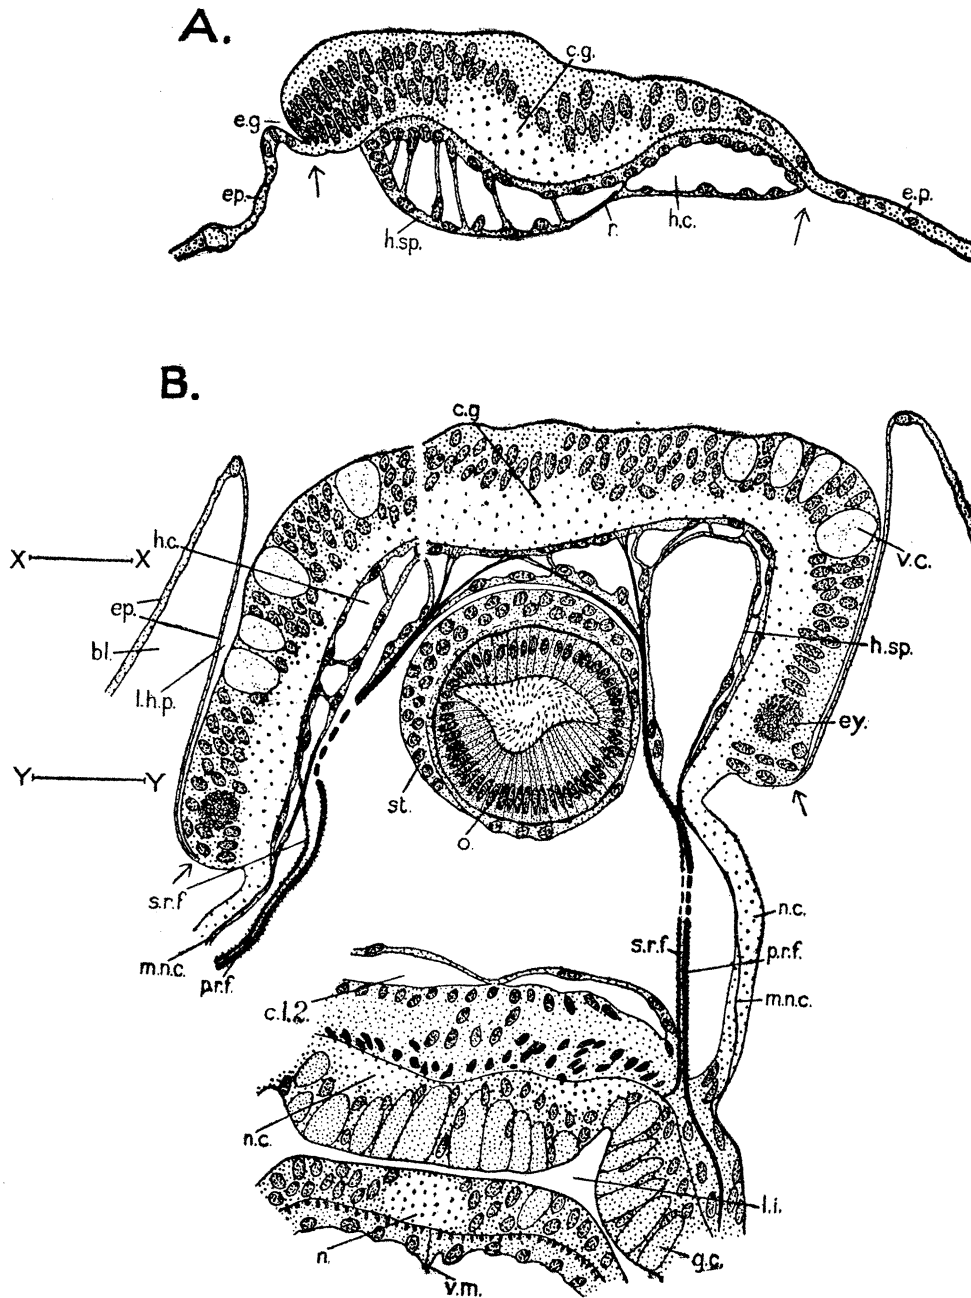 A.
c.g.
e.g
ep.
e.p.
h.sp.
r.
h.c.
B.
c.g
h.c.
X X
v.c.
ep.
bl.
l.h.p.
h.sp.
ey.
Y Y
st.
o.
s.r.f
n.c.
m.n.c.
p.r.f.
s.r.f.
p.r.f.
m.n.c.
c.l.2.
n.c.
l.i.
n.
g.c.
v.m.